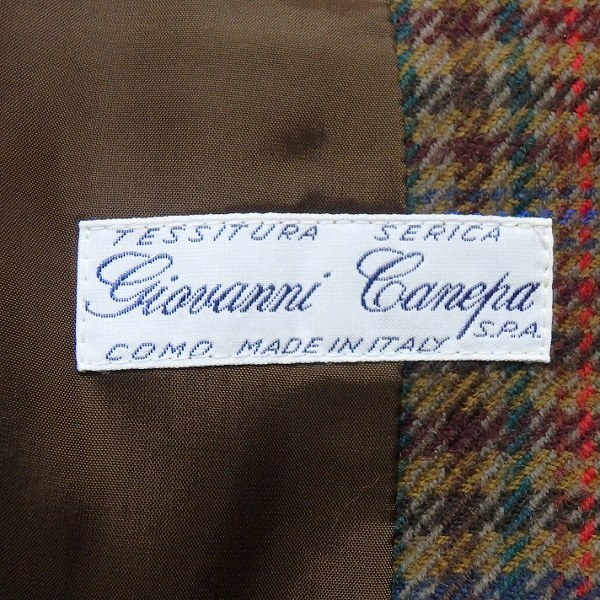 TESSITURA SERICA
Giovanni Canepa
S.P.A.
COMO MADE IN ITALY